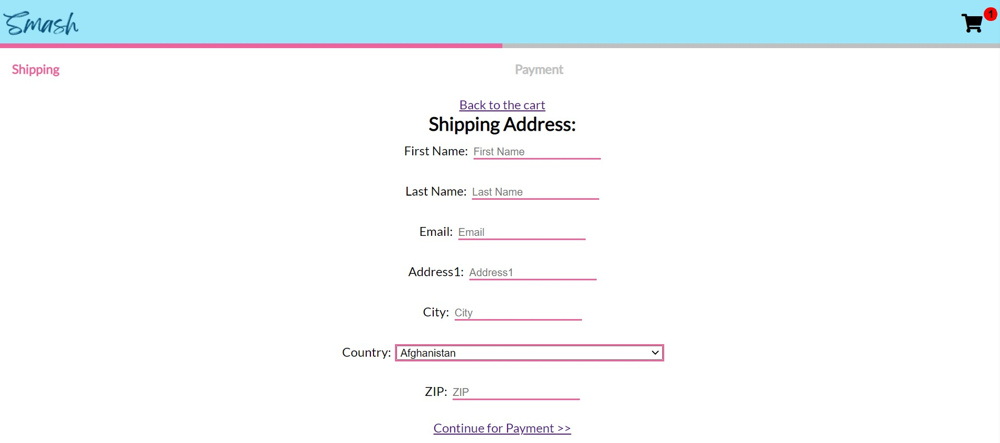 Smash
1
Shipping
Payment
Back to the cart
Shipping Address:
First Name: First Name
Last Name: Last Name
Email: Email
Address1: Address1
City: City
Country: Afghanistan
ZIP: ZIP
Continue for Payment >>